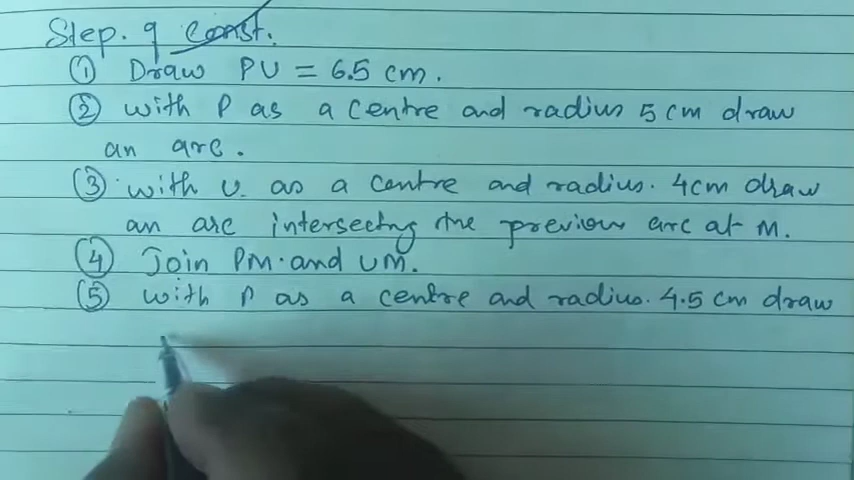 Step. of Const.
① Draw PU = 6.5 cm.
② with P as a centre and radius 5 cm draw
an arc.
③ with U. as a centre and radius. 4cm draw
an arc intersecting the previous arc at M.
④ Join PM. and UM.
⑤ with P as a centre and radius. 4.5 cm draw